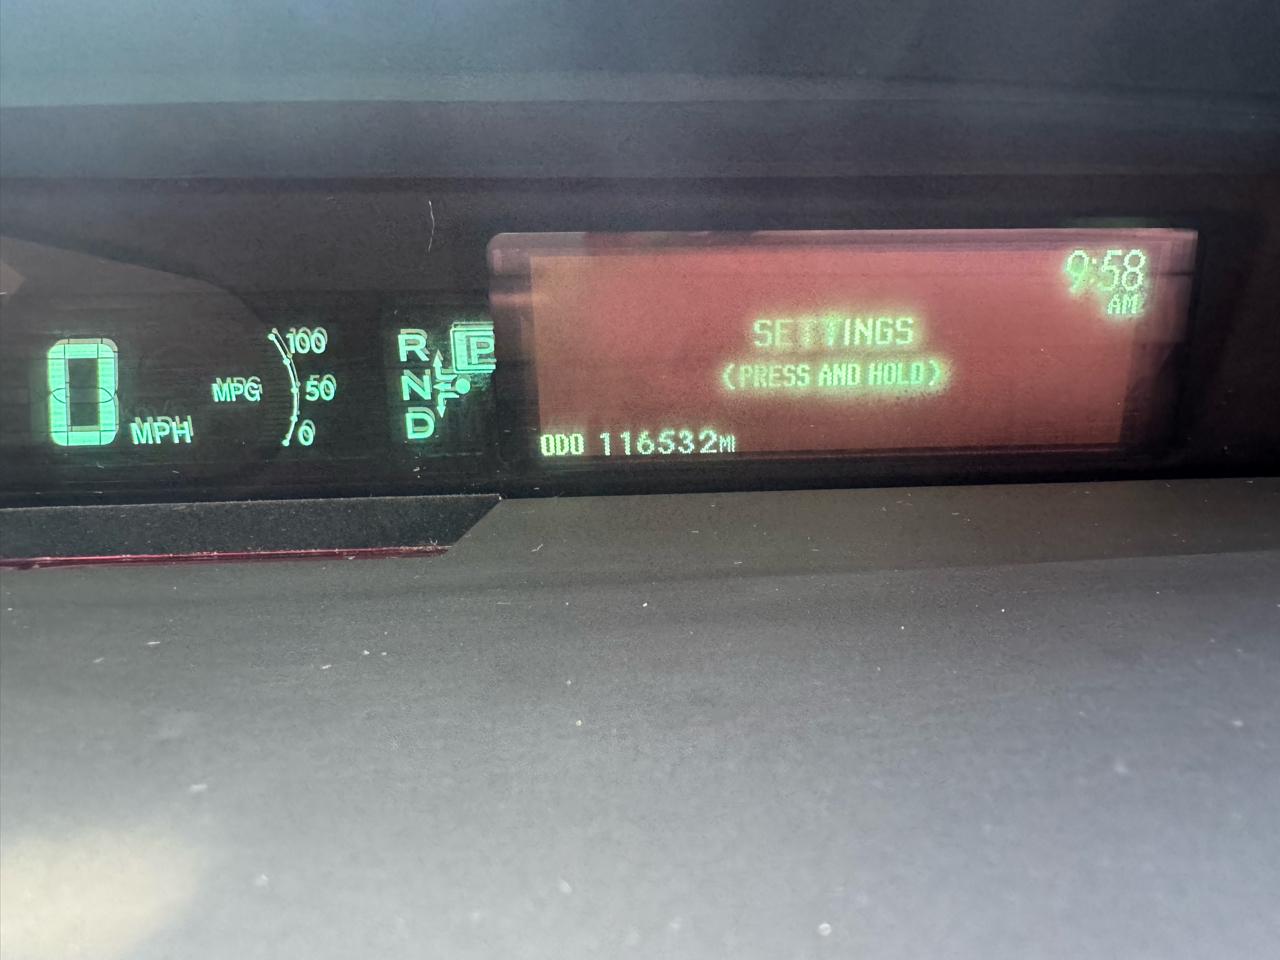 0 MPH
MPG
100
50
0
R
N
D
P
9:58
AM
SETTINGS
(PRESS AND HOLD)
ODO 116532MI